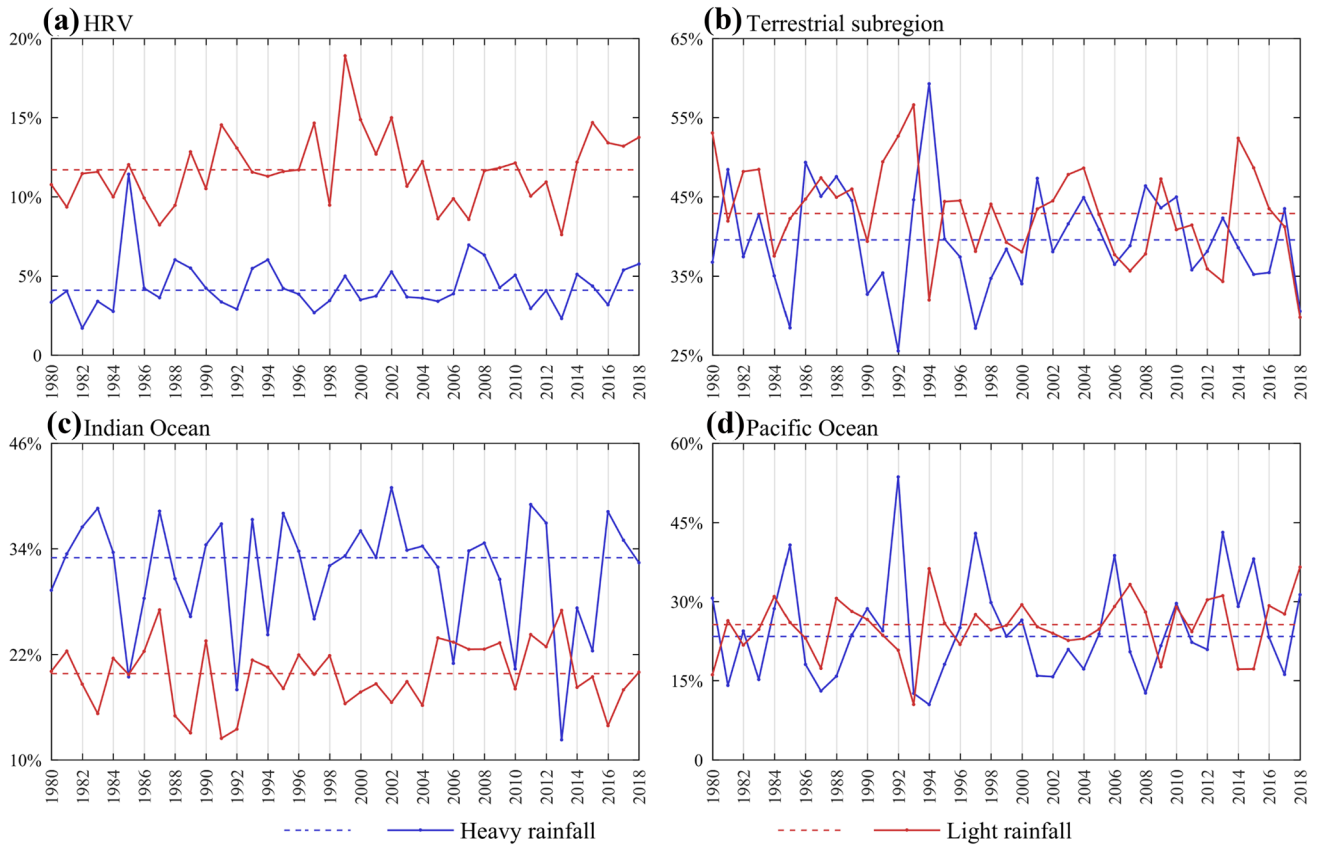 (a) HRV
20%
15%
10%
5%
0
1980 1982 1984 1986 1988 1990 1992 1994 1996 1998 2000 2002 2004 2006 2008 2010 2012 2014 2016 2018
(b) Terrestrial subregion
65%
55%
45%
35%
25%
1980 1982 1984 1986 1988 1990 1992 1994 1996 1998 2000 2002 2004 2006 2008 2010 2012 2014 2016 2018
(c) Indian Ocean
46%
34%
22%
10%
1980 1982 1984 1986 1988 1990 1992 1994 1996 1998 2000 2002 2004 2006 2008 2010 2012 2014 2016 2018
(d) Pacific Ocean
60%
45%
30%
15%
0
1980 1982 1984 1986 1988 1990 1992 1994 1996 1998 2000 2002 2004 2006 2008 2010 2012 2014 2016 2018
Heavy rainfall
Light rainfall